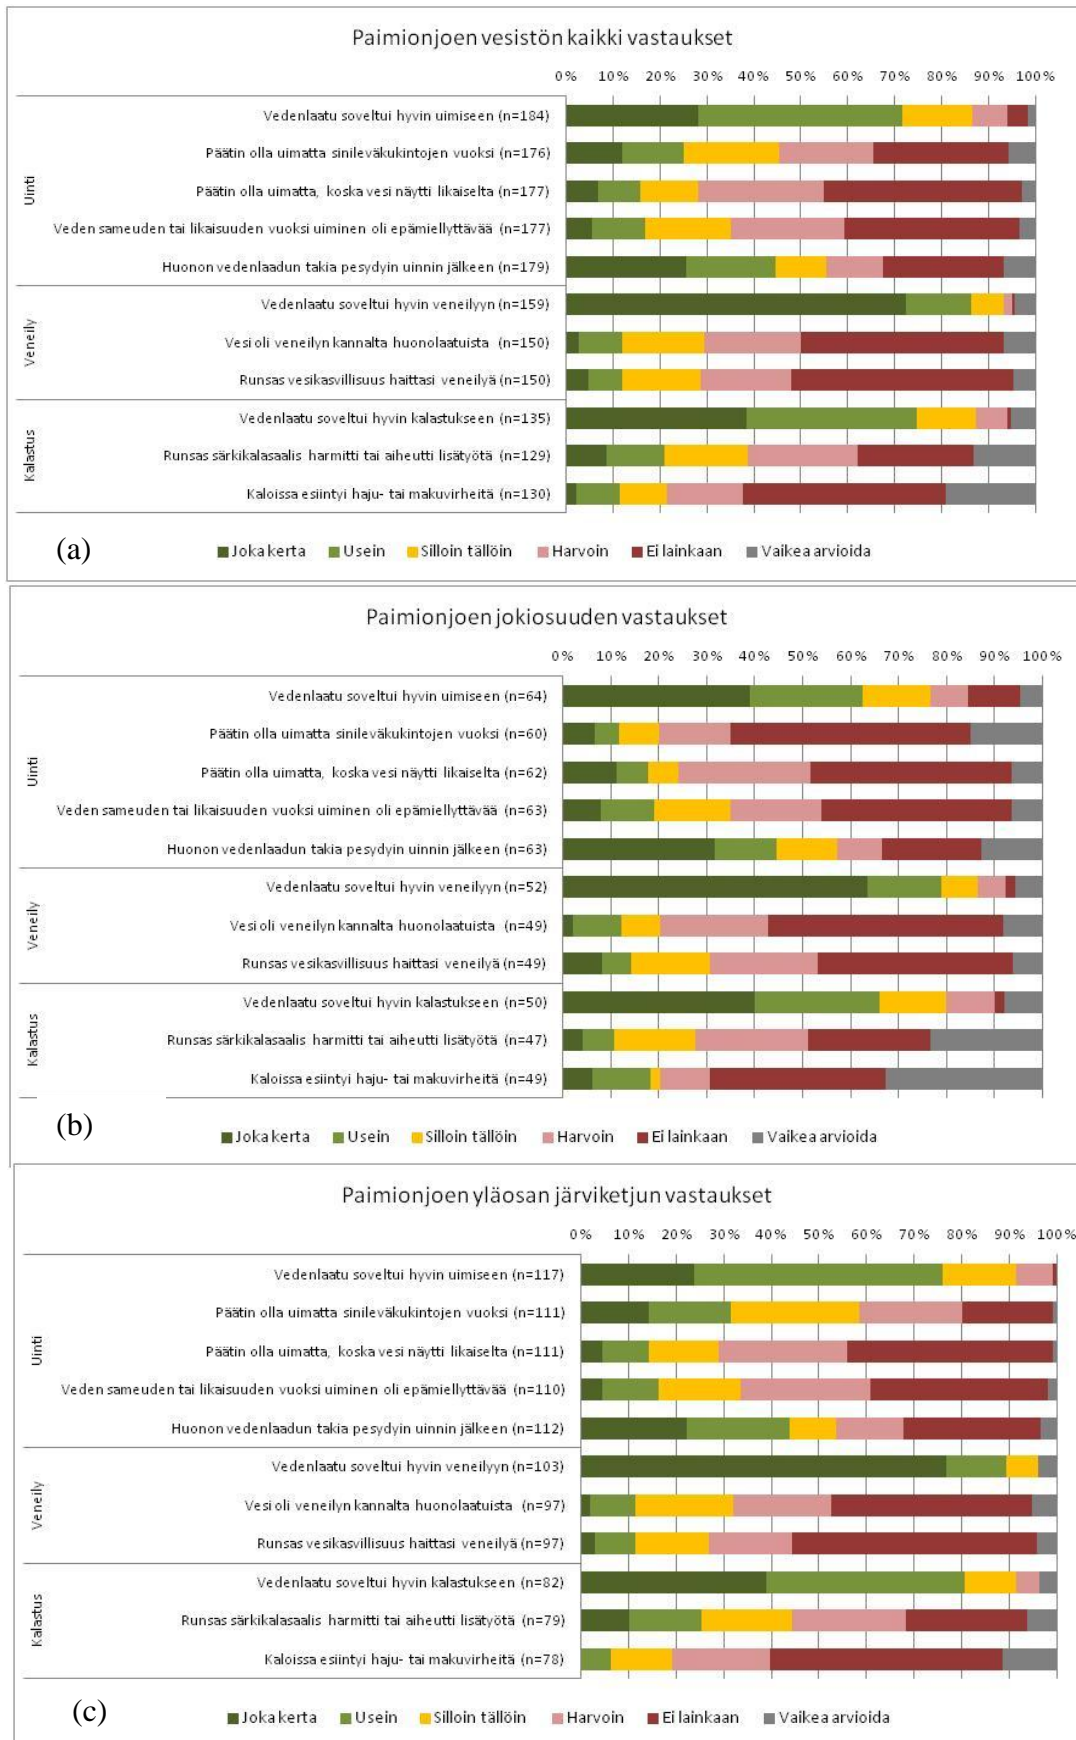 Paimionjoen vesistön kaikki vastaukset
0% 10% 20% 30% 40% 50% 60% 70% 80% 90% 100%
Uinti
Vedenlaatu soveltui hyvin uimiseen (n=184)
Päätin olla uimatta sinileväkukintojen vuoksi (n=176)
Päätin olla uimatta, koska vesi näytti likaiselta (n=177)
Veden sameuden tai likaisuuden vuoksi uiminen oli epämiellyttävää (n=177)
Huonon vedenlaadun takia pesydyin uinnin jälkeen (n=179)
Veneily
Vedenlaatu soveltui hyvin veneilyyn (n=159)
Vesi oli veneilyn kannalta huonolaatuista (n=150)
Runsas vesikasvillisuus haittasi veneilyä (n=150)
Kalastus
Vedenlaatu soveltui hyvin kalastukseen (n=135)
Runsas särkikalasaalis harmitti tai aiheutti lisätyötä (n=129)
Kaloissa esiintyi haju- tai makuvirheitä (n=130)
(a)
Joka kerta Usein Silloin tällöin Harvoin Ei lainkaan Vaikea arvioida
Paimionjoen jokiosuuden vastaukset
0% 10% 20% 30% 40% 50% 60% 70% 80% 90% 100%
Uinti
Vedenlaatu soveltui hyvin uimiseen (n=64)
Päätin olla uimatta sinileväkukintojen vuoksi (n=60)
Päätin olla uimatta, koska vesi näytti likaiselta (n=62)
Veden sameuden tai likaisuuden vuoksi uiminen oli epämiellyttävää (n=63)
Huonon vedenlaadun takia pesydyin uinnin jälkeen (n=63)
Veneily
Vedenlaatu soveltui hyvin veneilyyn (n=52)
Vesi oli veneilyn kannalta huonolaatuista (n=49)
Runsas vesikasvillisuus haittasi veneilyä (n=49)
Kalastus
Vedenlaatu soveltui hyvin kalastukseen (n=50)
Runsas särkikalasaalis harmitti tai aiheutti lisätyötä (n=47)
Kaloissa esiintyi haju- tai makuvirheitä (n=49)
(b)
Joka kerta Usein Silloin tällöin Harvoin Ei lainkaan Vaikea arvioida
Paimionjoen yläosan järviketjun vastaukset
0% 10% 20% 30% 40% 50% 60% 70% 80% 90% 100%
Uinti
Vedenlaatu soveltui hyvin uimiseen (n=117)
Päätin olla uimatta sinileväkukintojen vuoksi (n=111)
Päätin olla uimatta, koska vesi näytti likaiselta (n=111)
Veden sameuden tai likaisuuden vuoksi uiminen oli epämiellyttävää (n=110)
Huonon vedenlaadun takia pesydyin uinnin jälkeen (n=112)
Veneily
Vedenlaatu soveltui hyvin veneilyyn (n=103)
Vesi oli veneilyn kannalta huonolaatuista (n=97)
Runsas vesikasvillisuus haittasi veneilyä (n=97)
Kalastus
Vedenlaatu soveltui hyvin kalastukseen (n=82)
Runsas särkikalasaalis harmitti tai aiheutti lisätyötä (n=79)
Kaloissa esiintyi haju- tai makuvirheitä (n=78)
(c)
Joka kerta Usein Silloin tällöin Harvoin Ei lainkaan Vaikea arvioida